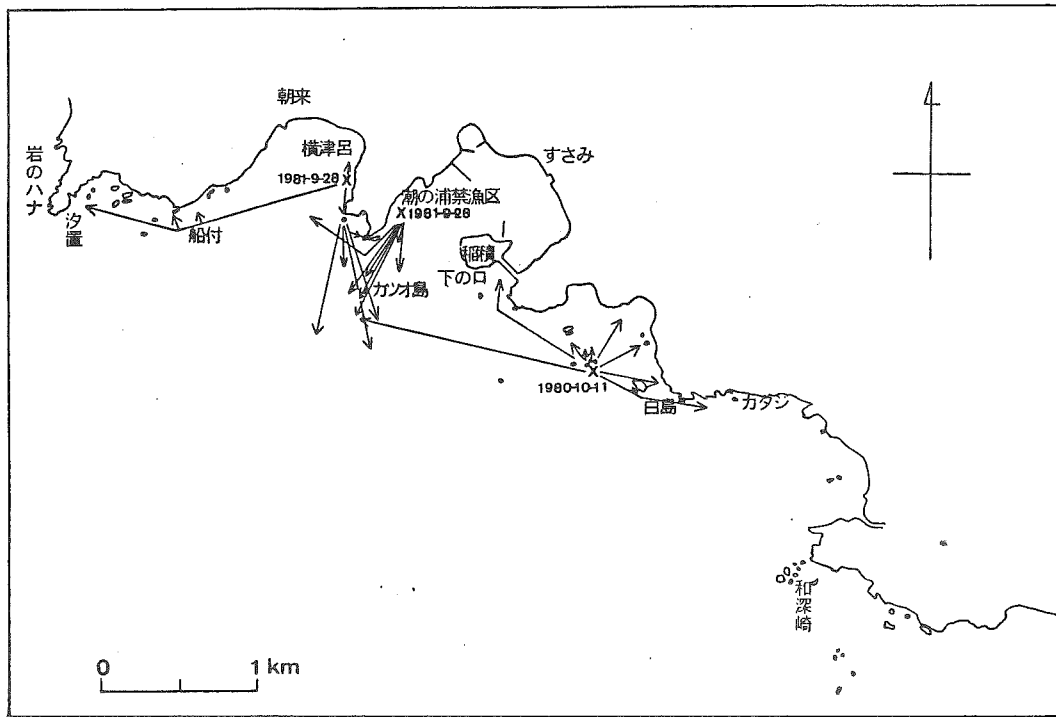 朝来
横津呂
1981-9-28
岩のハナ
汐置
船付
すさみ
潮の浦禁漁区
1981-9-28
稲積
下の口
カツオ島
1980-10-11
白島
カタジ
和深崎
0 1 km